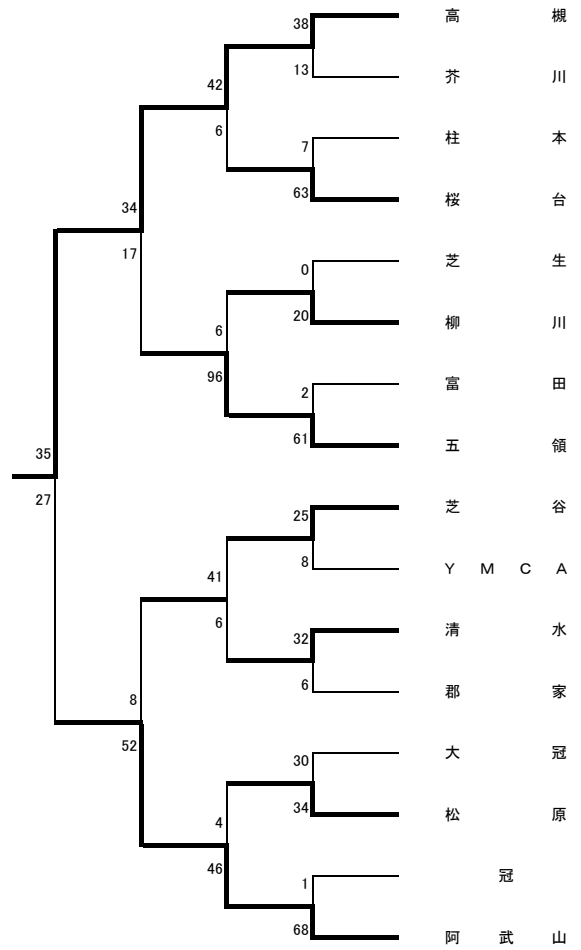 38 高槻
13 芥川
42
6
7 柱本
63 桜台
34
17
0 芝生
20 柳川
6
96
2 富田
61 五領
35
27
25 芝谷
8 YMCA
41
6
32 清水
6 郡家
8
52
30 大冠
34 松原
4
46
1 冠
68 阿武山